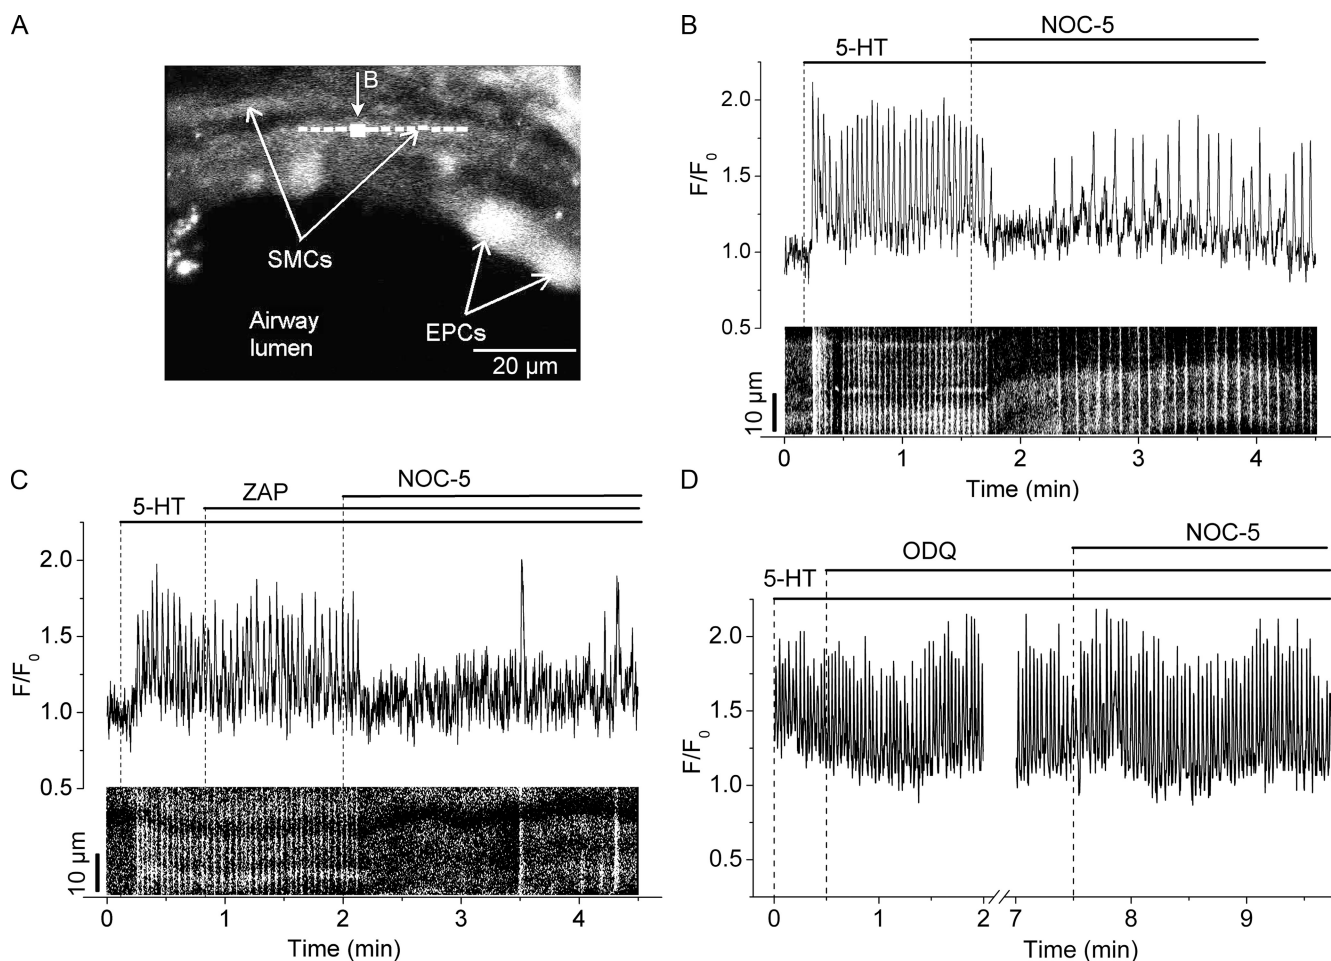 A
B
SMCs
EPCs
Airway
lumen
20 µm
B
NOC-5
5-HT
2.0
1.5
1.0
0.5
F/F0
10 µm
0 1 2 3 4
Time (min)
C
NOC-5
ZAP
5-HT
2.0
1.5
1.0
0.5
F/F0
10 µm
0 1 2 3 4
Time (min)
D
NOC-5
ODQ
5-HT
2.0
1.5
1.0
0.5
F/F0
0 1 2 7 8 9
Time (min)